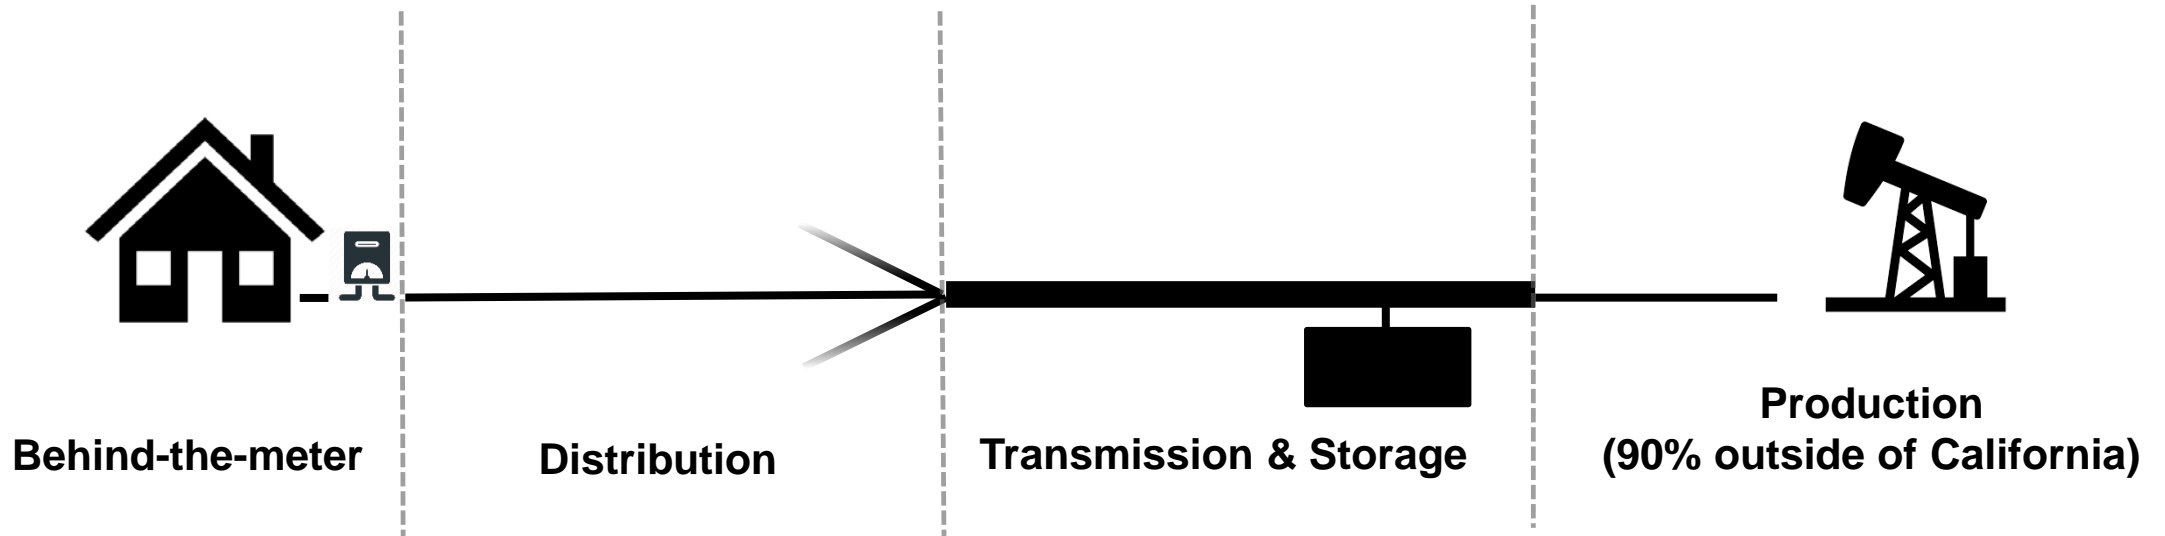 Behind-the-meter
Distribution
Transmission & Storage
Production
(90% outside of California)